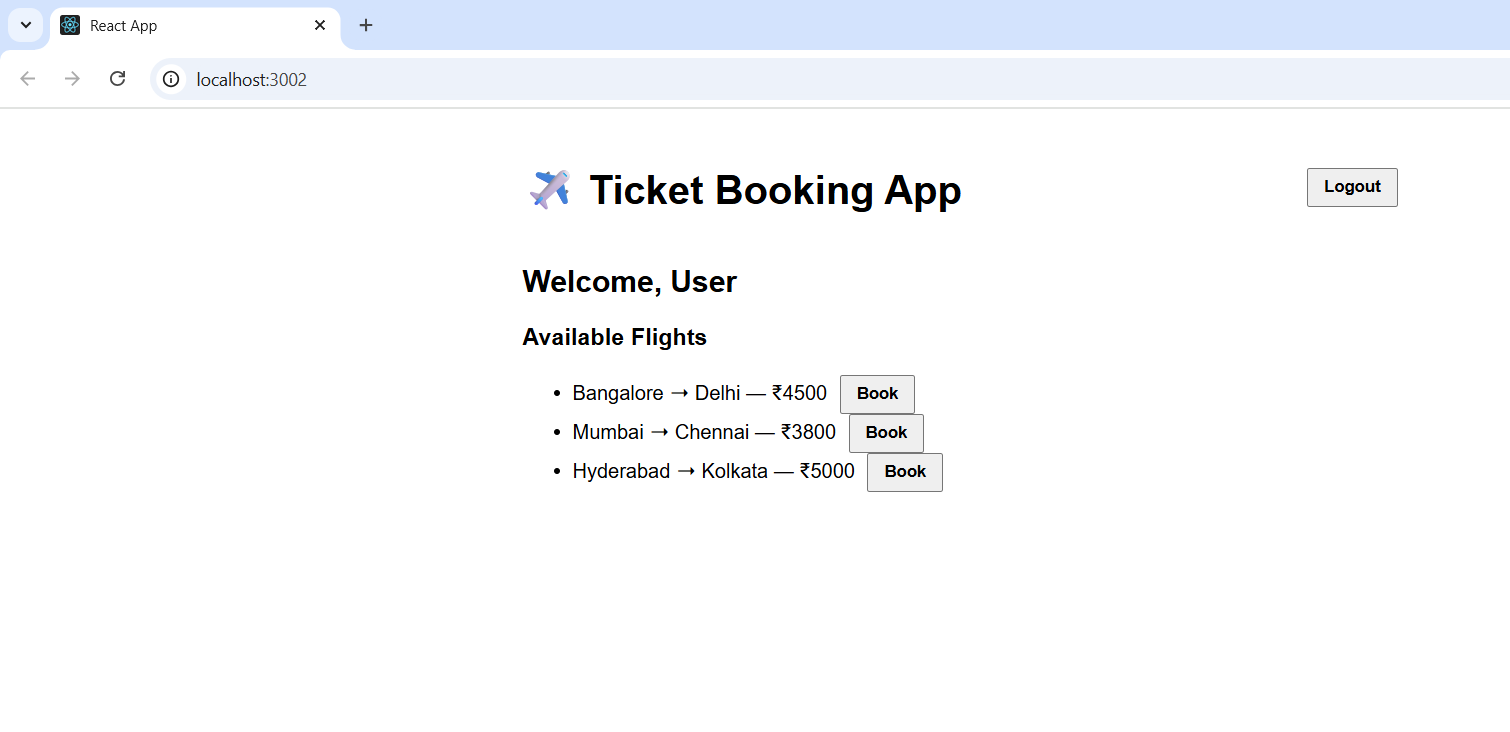 React App
localhost:3002
✈️ Ticket Booking App
Logout
Welcome, User
Available Flights
• Bangalore → Delhi — ₹4500 Book
• Mumbai → Chennai — ₹3800 Book
• Hyderabad → Kolkata — ₹5000 Book